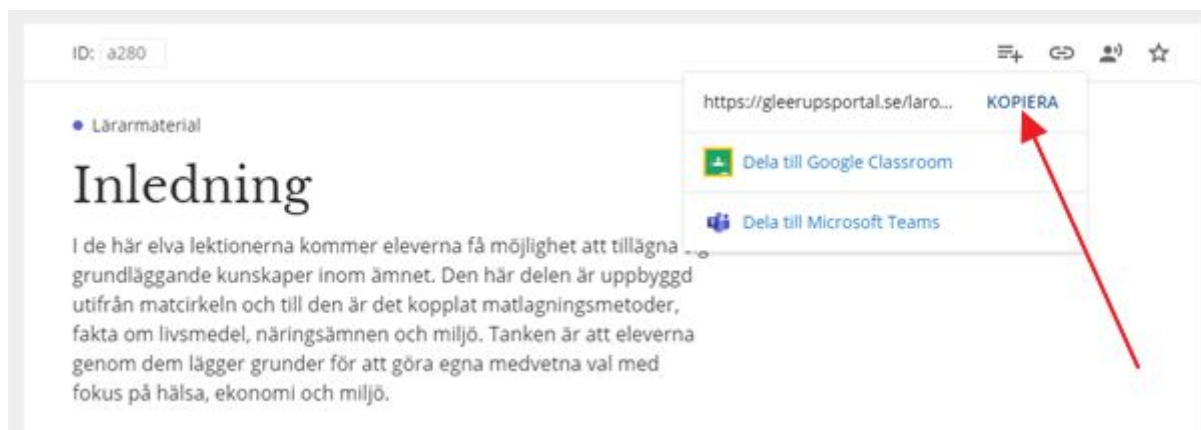 ID: a280
https://gleerupsportal.se/laro... KOPIERA
Dela till Google Classroom
Dela till Microsoft Teams
Lärarmaterial
Inledning
I de här elva lektionerna kommer eleverna få möjlighet att tillägna
grundläggande kunskaper inom ämnet. Den här delen är uppbyggd
utifrån matcirkeln och till den är det kopplat matlagningsmetoder,
fakta om livsmedel, näringsämnen och miljö. Tanken är att eleverna
genom dem lägger grunder för att göra egna medvetna val med
fokus på hälsa, ekonomi och miljö.